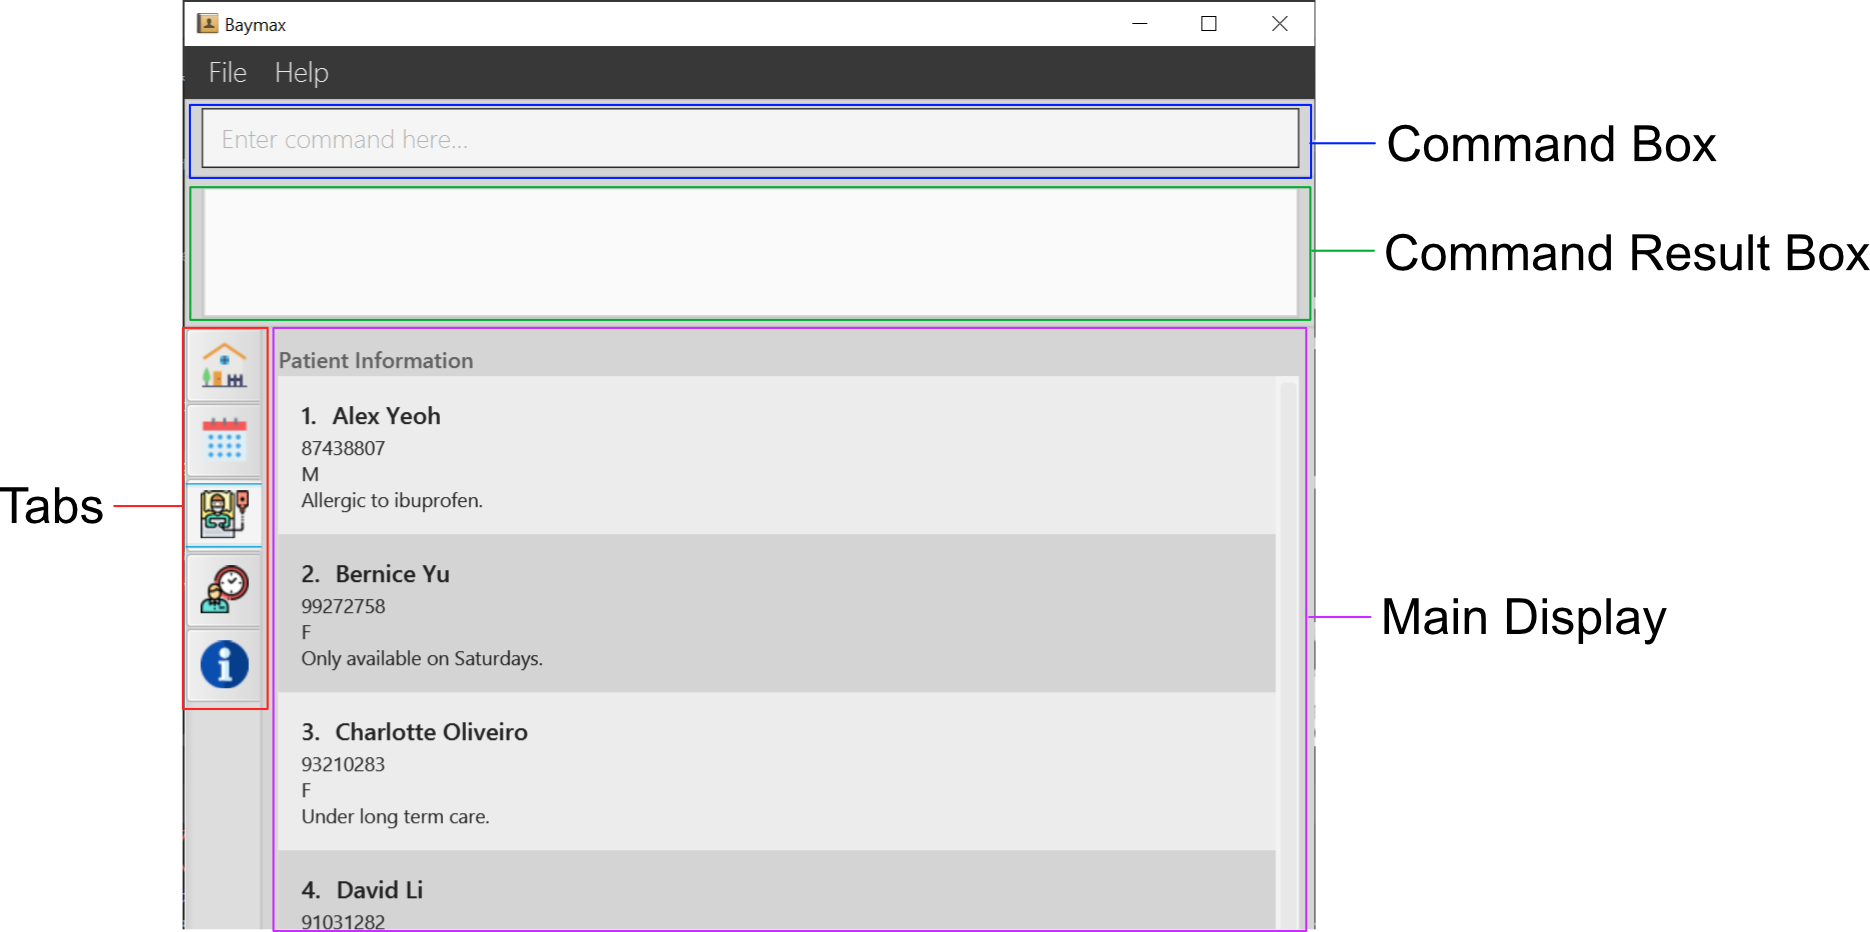 Baymax
File Help
Enter command here...
Command Box
Command Result Box
Patient Information
1. Alex Yeoh
87438807
M
Allergic to ibuprofen.
Tabs
2. Bernice Yu
99272758
F
Only available on Saturdays.
Main Display
3. Charlotte Oliveiro
93210283
F
Under long term care.
4. David Li
91031282